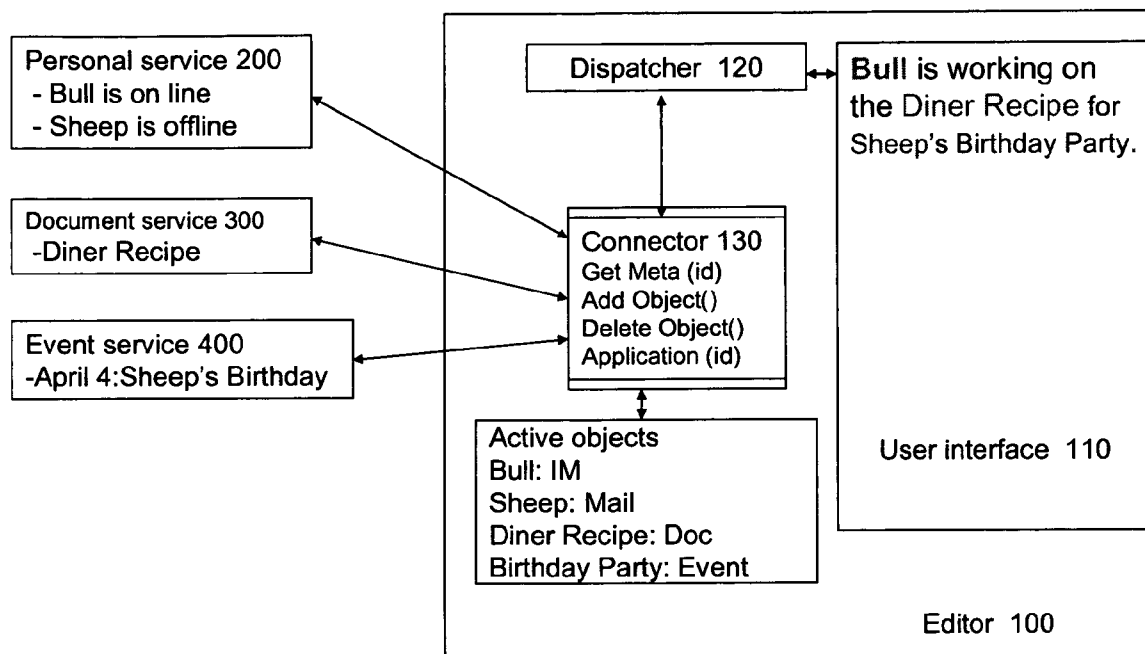 Personal service 200
- Bull is on line
- Sheep is offline
Document service 300
-Diner Recipe
Event service 400
-April 4:Sheep's Birthday
Dispatcher 120
Connector 130
Get Meta (id)
Add Object()
Delete Object()
Application (id)
Active objects
Bull: IM
Sheep: Mail
Diner Recipe: Doc
Birthday Party: Event
Bull is working on
the Diner Recipe for
Sheep's Birthday Party.
User interface 110
Editor 100